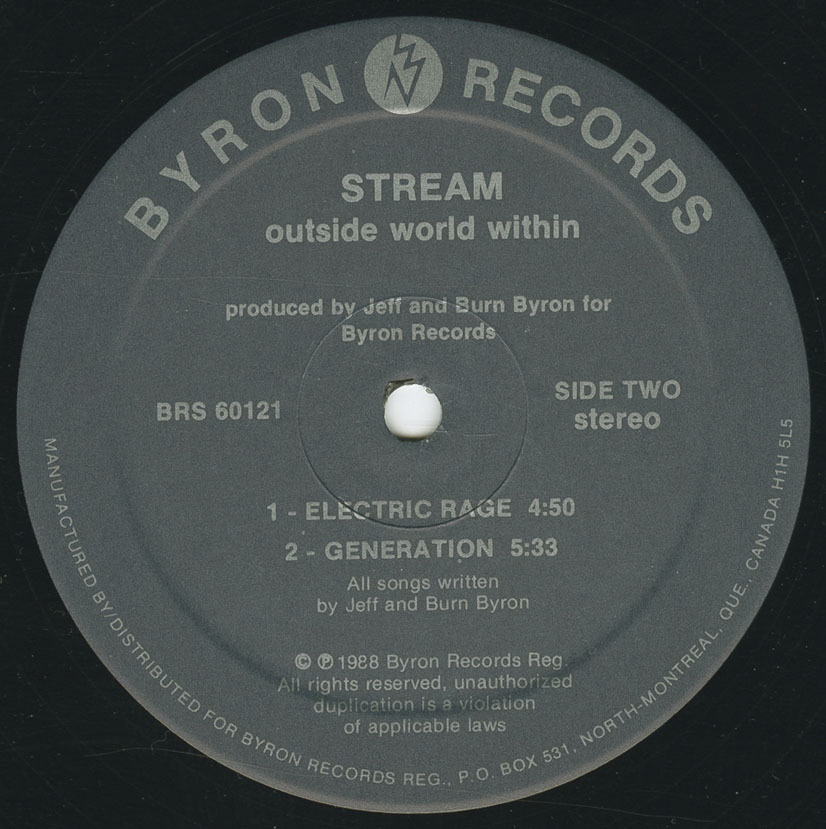 BYRON RECORDS
STREAM
outside world within
produced by Jeff and Burn Byron for
Byron Records
BRS 60121
SIDE TWO
stereo
1 - ELECTRIC RAGE 4:50
2 - GENERATION 5:33
All songs written
by Jeff and Burn Byron
© ℗ 1988 Byron Records Reg.
All rights reserved, unauthorized
duplication is a violation
of applicable laws
MANUFACTURED BY/DISTRIBUTED FOR BYRON RECORDS REG., P.O. BOX 531, NORTH-MONTREAL, QUE., CANADA H1H 5L5